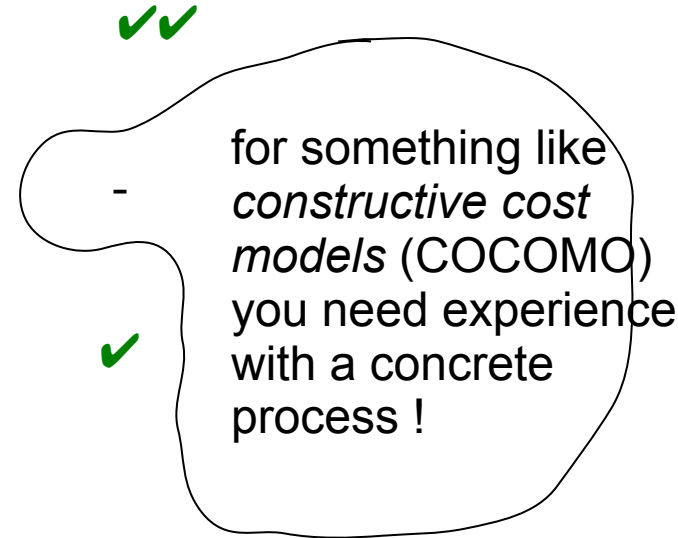 ✔✔
for something like
- constructive cost
models (COCOMO)
you need experience
✔ with a concrete
process !